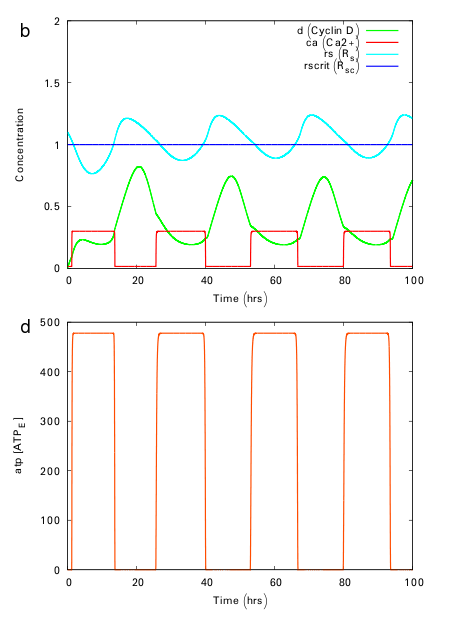 b
2
1.5
1
0.5
0
Concentration
d (Cyclin D)
ca (Ca2+)
rs (Rs)
rscrit (Rsc)
0 20 40 60 80 100
Time (hrs)
d
500
400
300
200
100
0
atp [ATPE]
0 20 40 60 80 100
Time (hrs)